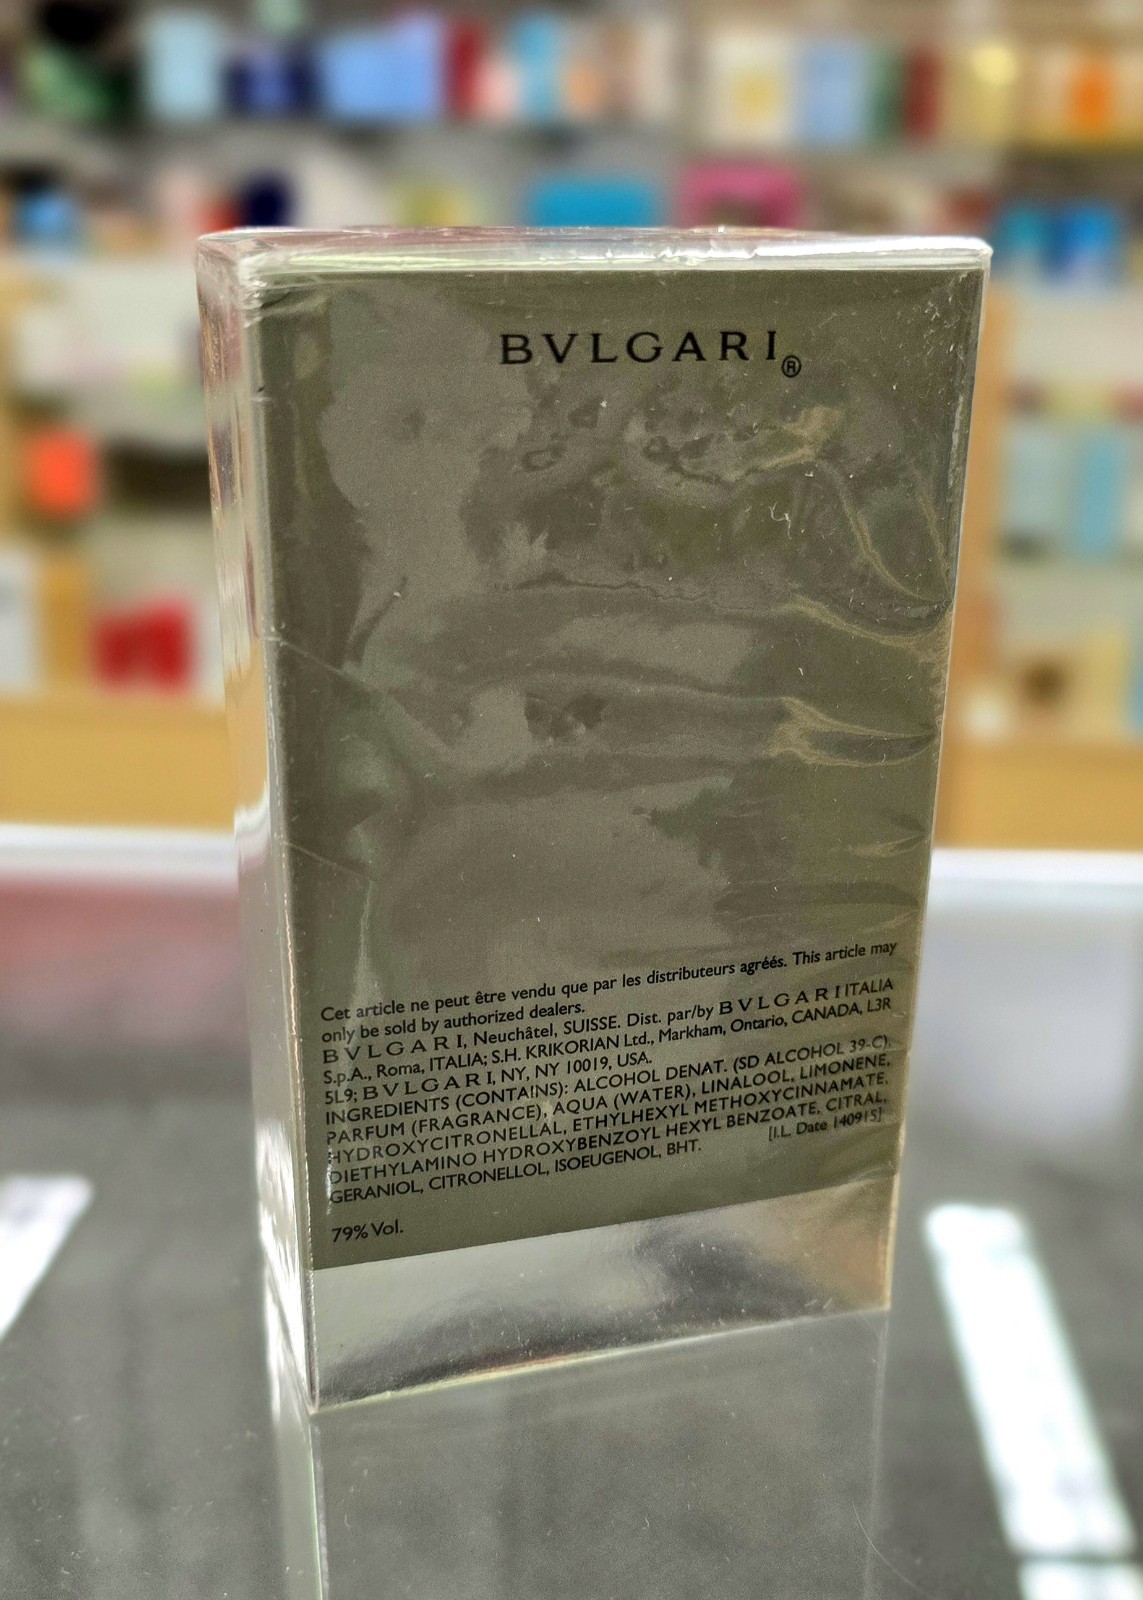 BVLGARI®
Cet article ne peut être vendu que par les distributeurs agréés. This article may
only be sold by authorized dealers.
BVLGARI, Neuchâtel, SUISSE. Dist. par/by BVLGARI ITALIA
S.p.A., Roma, ITALIA; S.H. KRIKORIAN Ltd., Markham, Ontario, CANADA, L3R
5L9; BVLGARI, NY, NY 10019, USA.
INGREDIENTS (CONTAINS): ALCOHOL DENAT. (SD ALCOHOL 39-C),
PARFUM (FRAGRANCE), AQUA (WATER), LINALOOL, LIMONENE,
HYDROXYCITRONELLAL, ETHYLHEXYL METHOXYCINNAMATE,
DIETHYLAMINO HYDROXYBENZOYL HEXYL BENZOATE, CITRAL,
GERANIOL, CITRONELLOL, ISOEUGENOL, BHT. [I.L. Date 140915]
79% Vol.